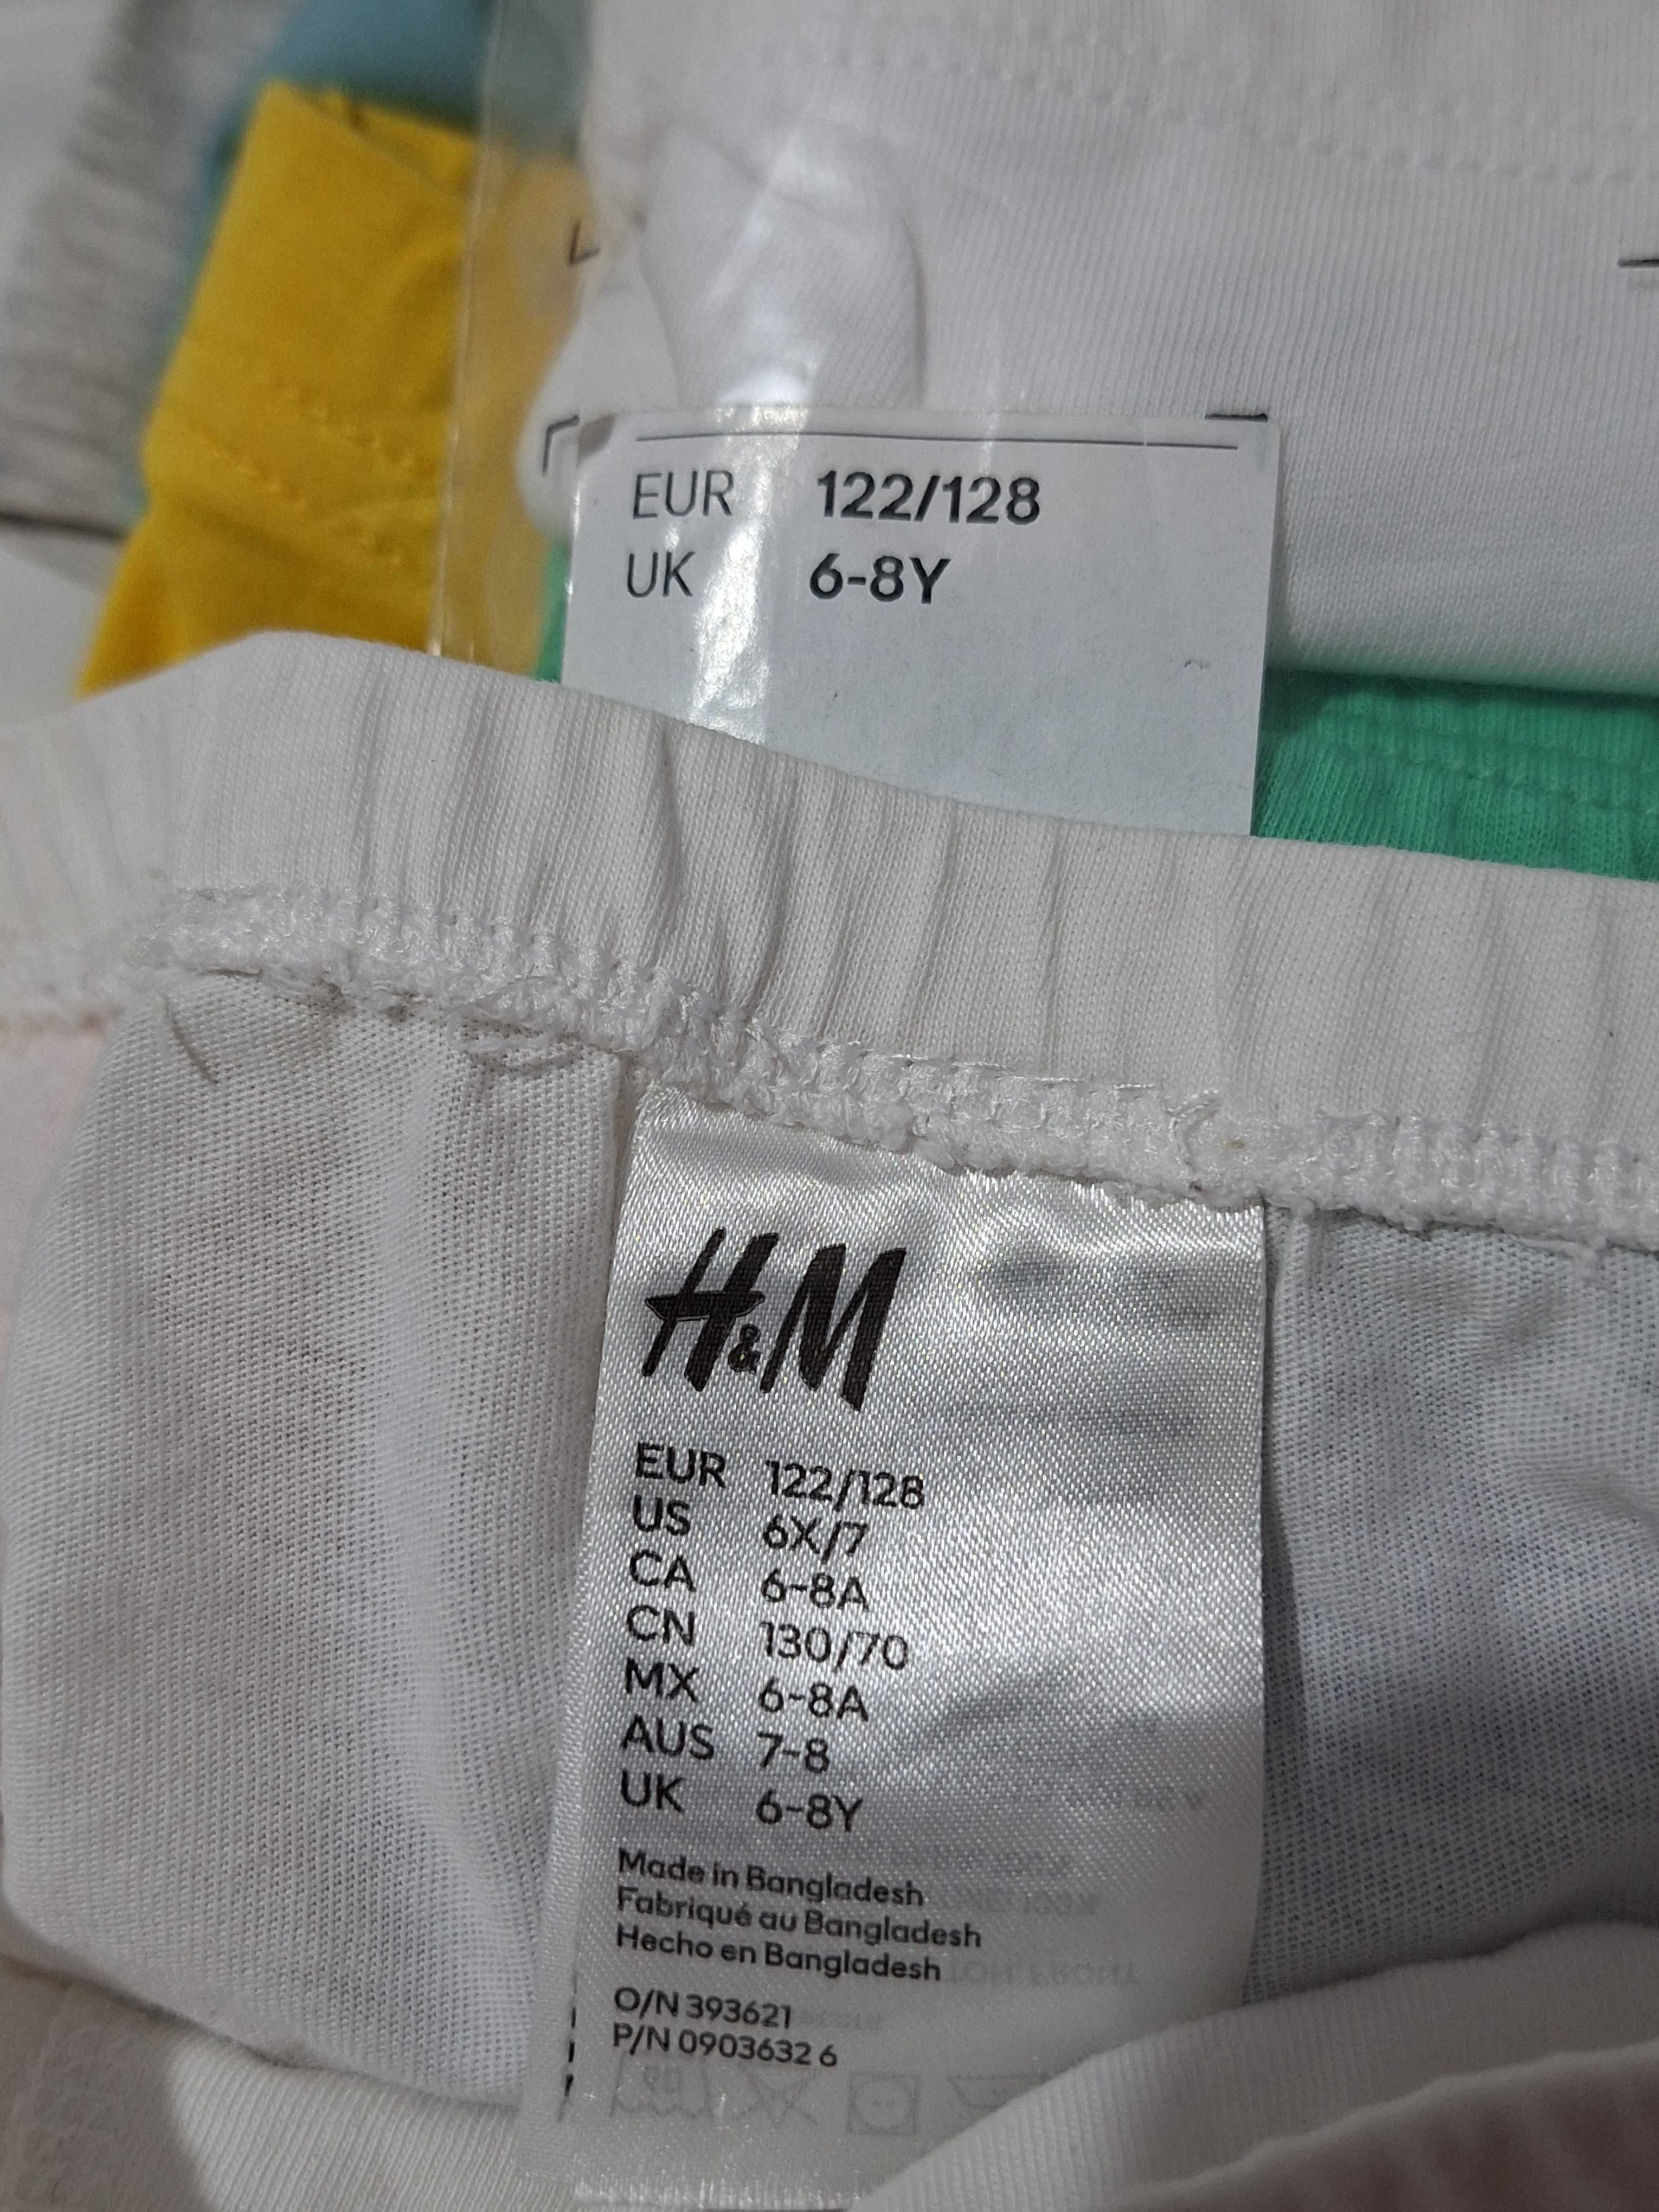 EUR 122/128
UK 6-8Y
H&M
EUR 122/128
US 6X/7
CA 6-8A
CN 130/70
MX 6-8A
AUS 7-8
UK 6-8Y
Made in Bangladesh
Fabriqué au Bangladesh
Hecho en Bangladesh
O/N 393621
P/N 0903632 6